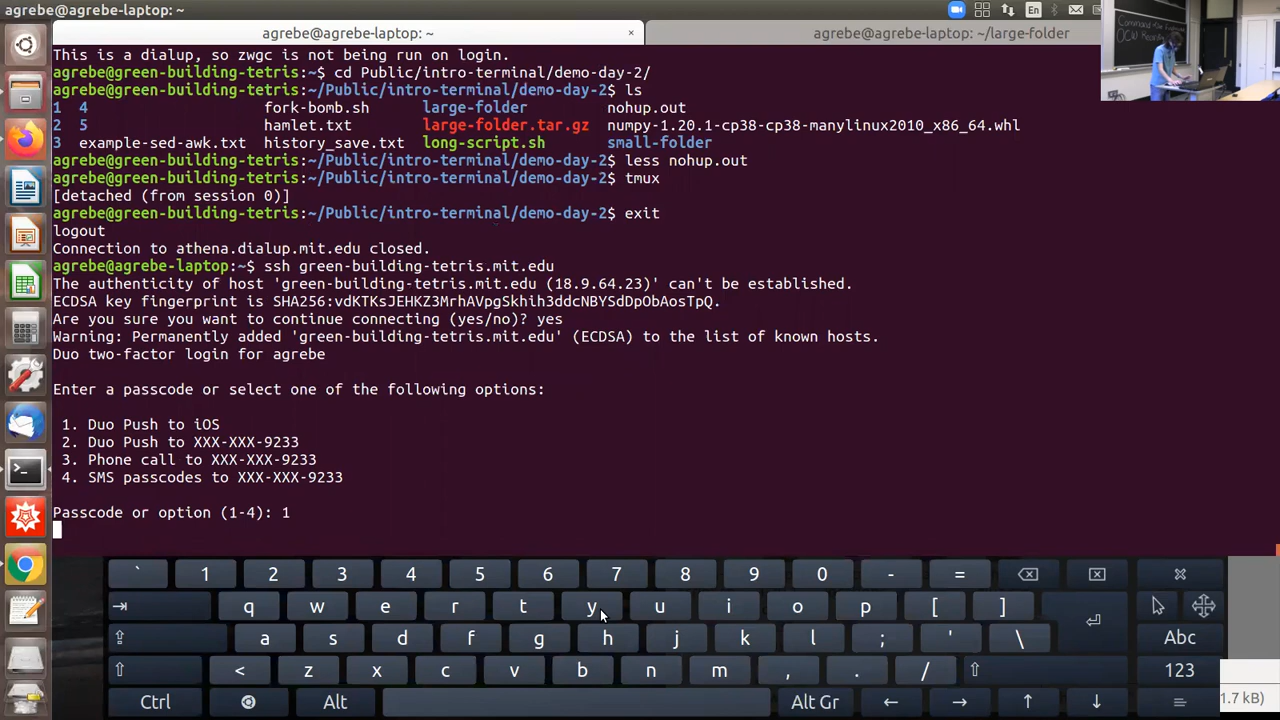 agrebe@agrebe-laptop: ~
En
agrebe@agrebe-laptop: ~ ×
agrebe@agrebe-laptop: ~/large-folder
This is a dialup, so zwgc is not being run on login.
agrebe@green-building-tetris:~$ cd Public/intro-terminal/demo-day-2/
agrebe@green-building-tetris:~/Public/intro-terminal/demo-day-2$ ls
1 4 fork-bomb.sh large-folder nohup.out
2 5 hamlet.txt large-folder.tar.gz numpy-1.20.1-cp38-cp38-manylinux2010_x86_64.whl
3 example-sed-awk.txt history_save.txt long-script.sh small-folder
agrebe@green-building-tetris:~/Public/intro-terminal/demo-day-2$ less nohup.out
agrebe@green-building-tetris:~/Public/intro-terminal/demo-day-2$ tmux
[detached (from session 0)]
agrebe@green-building-tetris:~/Public/intro-terminal/demo-day-2$ exit
logout
Connection to athena.dialup.mit.edu closed.
agrebe@agrebe-laptop:~$ ssh green-building-tetris.mit.edu
The authenticity of host 'green-building-tetris.mit.edu (18.9.64.23)' can't be established.
ECDSA key fingerprint is SHA256:vdKTKsJEHKZ3MrhAVpgSkhih3ddcNBYSdDpObAosTpQ.
Are you sure you want to continue connecting (yes/no)? yes
Warning: Permanently added 'green-building-tetris.mit.edu' (ECDSA) to the list of known hosts.
Duo two-factor login for agrebe
Enter a passcode or select one of the following options:
1. Duo Push to iOS
2. Duo Push to XXX-XXX-9233
3. Phone call to XXX-XXX-9233
4. SMS passcodes to XXX-XXX-9233
Passcode or option (1-4): 1
` 1 2 3 4 5 6 7 8 9 0 - =
q w e r t y u i o p [ ]
a s d f g h j k l ; ' \ Abc
< z x c v b n m , . / 123
Ctrl Alt Alt Gr
1.7 kB)